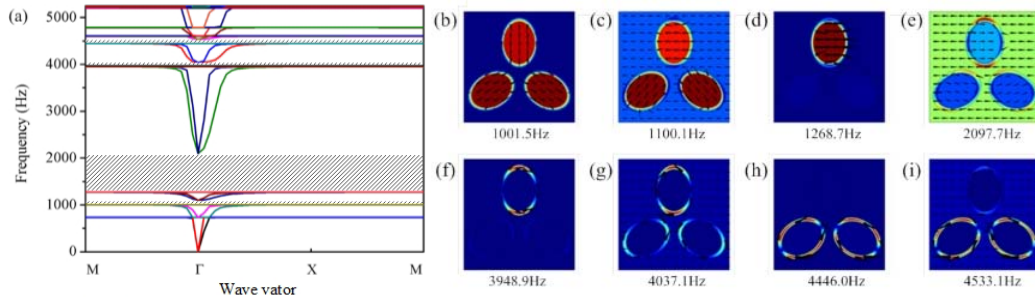 (a)
5000
4000
3000
2000
1000
0
Frequency (Hz)
M Γ X M
Wave vator
(b) (c) (d) (e)
1001.5Hz 1100.1Hz 1268.7Hz 2097.7Hz
(f) (g) (h) (i)
3948.9Hz 4037.1Hz 4446.0Hz 4533.1Hz